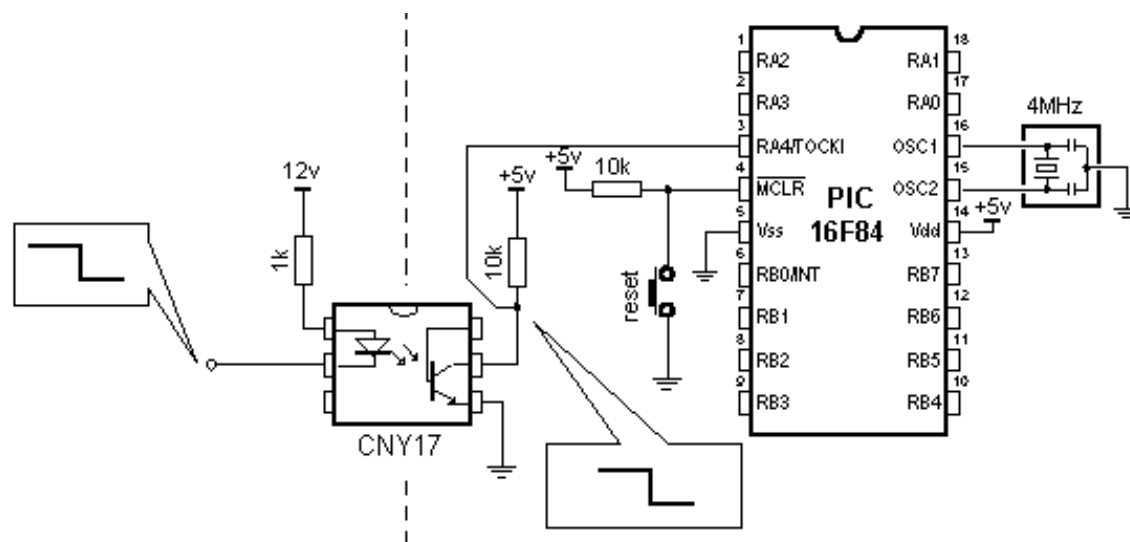 12v
1k
CNY17
+5v
10k
+5v
10k
reset
1
RA2
2
RA3
3
RA4/TOCKI
4
MCLR
5
Vss
6
RB0/INT
7
RB1
8
RB2
9
RB3
PIC
16F84
18
RA1
17
RA0
16
OSC1
15
OSC2
14
Vdd
13
RB7
12
RB6
11
RB5
10
RB4
+5v
4MHz